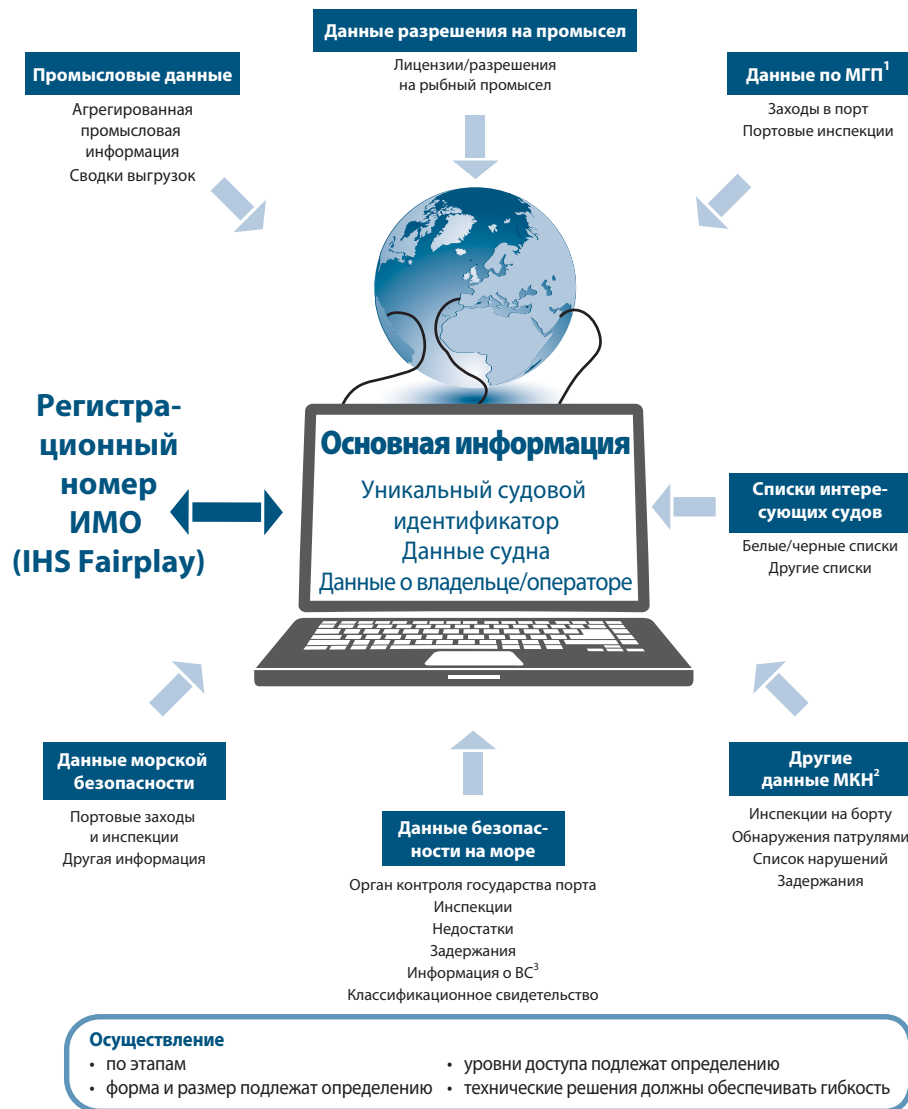 Данные разрешения на промысел
Лицензии/разрешения
на рыбный промысел
Промысловые данные
Агрегированная
промысловая
информация
Сводки выгрузок
Данные по МГП¹
Заходы в порт
Портовые инспекции
Регистра-
ционный
номер
ИМО
(IHS Fairplay)
Основная информация
Уникальный судовой
идентификатор
Данные судна
Данные о владельце/операторе
Списки интере-
сующих судов
Белые/черные списки
Другие списки
Данные морской
безопасности
Портовые заходы
и инспекции
Другая информация
Данные безопас-
ности на море
Орган контроля государства порта
Инспекции
Недостатки
Задержания
Информация о ВС³
Классификационное свидетельство
Другие
данные МКН²
Инспекции на борту
Обнаружения патрулями
Список нарушений
Задержания
Осуществление
• по этапам
• форма и размер подлежат определению
• уровни доступа подлежат определению
• технические решения должны обеспечивать гибкость